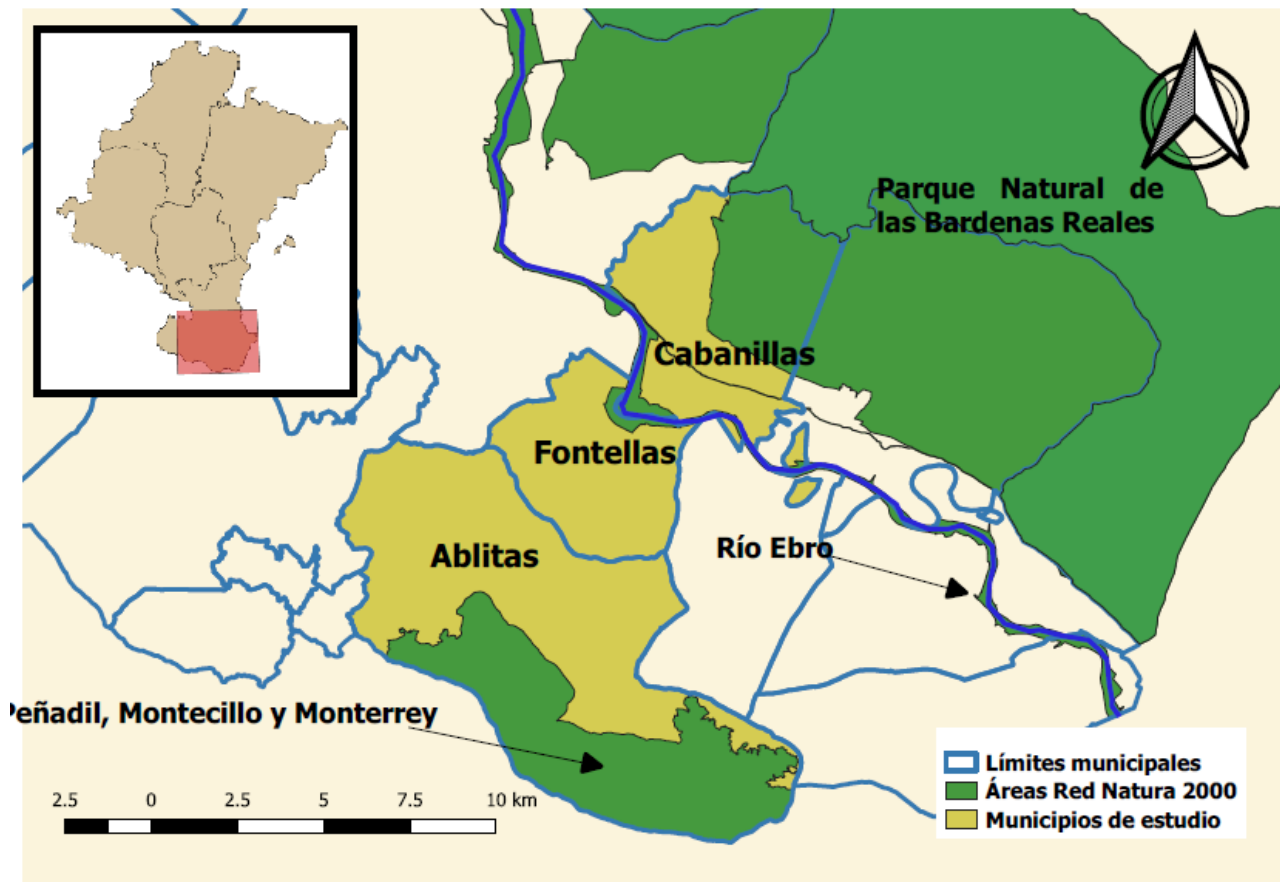 Parque Natural de
las Bardenas Reales
Cabanillas
Fontellas
Ablitas
Río Ebro
Peñadil, Montecillo y Monterrey
Límites municipales
Áreas Red Natura 2000
Municipios de estudio
2.5 0 2.5 5 7.5 10 km